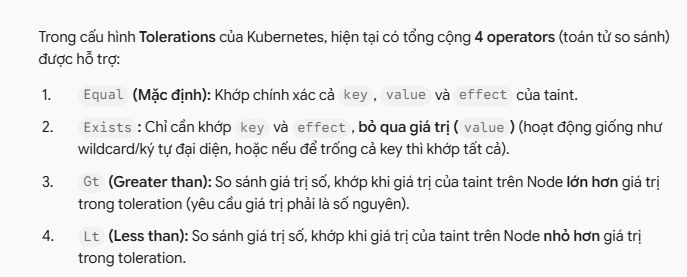 Trong cấu hình Tolerations của Kubernetes, hiện tại có tổng cộng 4 operators (toán tử so sánh)
được hỗ trợ:
1. Equal (Mặc định): Khớp chính xác cả key , value và effect của taint.
2. Exists : Chỉ cần khớp key và effect , bỏ qua giá trị ( value ) (hoạt động giống như
wildcard/ký tự đại diện, hoặc nếu để trống cả key thì khớp tất cả).
3. Gt (Greater than): So sánh giá trị số, khớp khi giá trị của taint trên Node lớn hơn giá trị
trong toleration (yêu cầu giá trị phải là số nguyên).
4. Lt (Less than): So sánh giá trị số, khớp khi giá trị của taint trên Node nhỏ hơn giá trị
trong toleration.